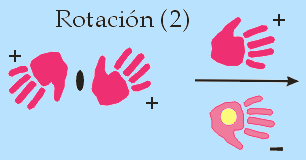 Rotación (2)
+
+
+
−